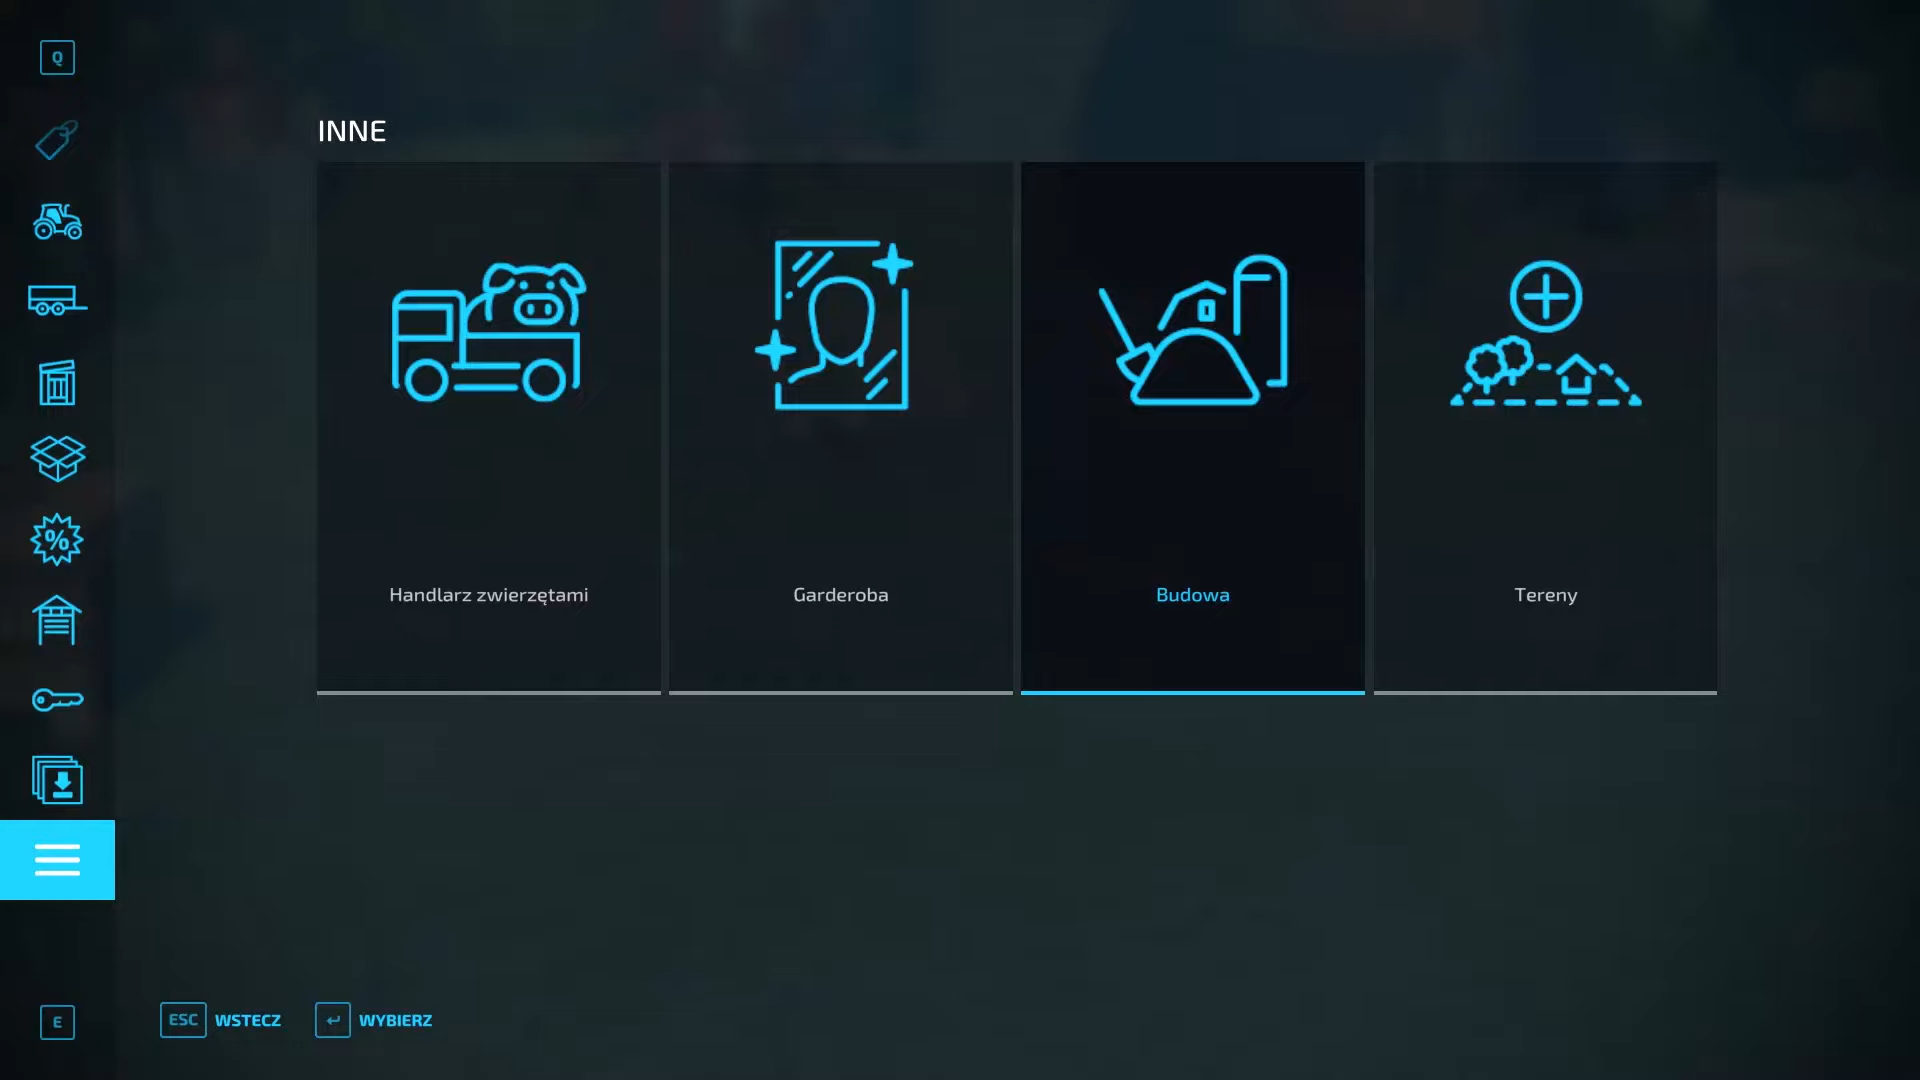 Q
INNE
Handlarz zwierzętami
Garderoba
Budowa
Tereny
%
E
ESC WSTECZ
WYBIERZ